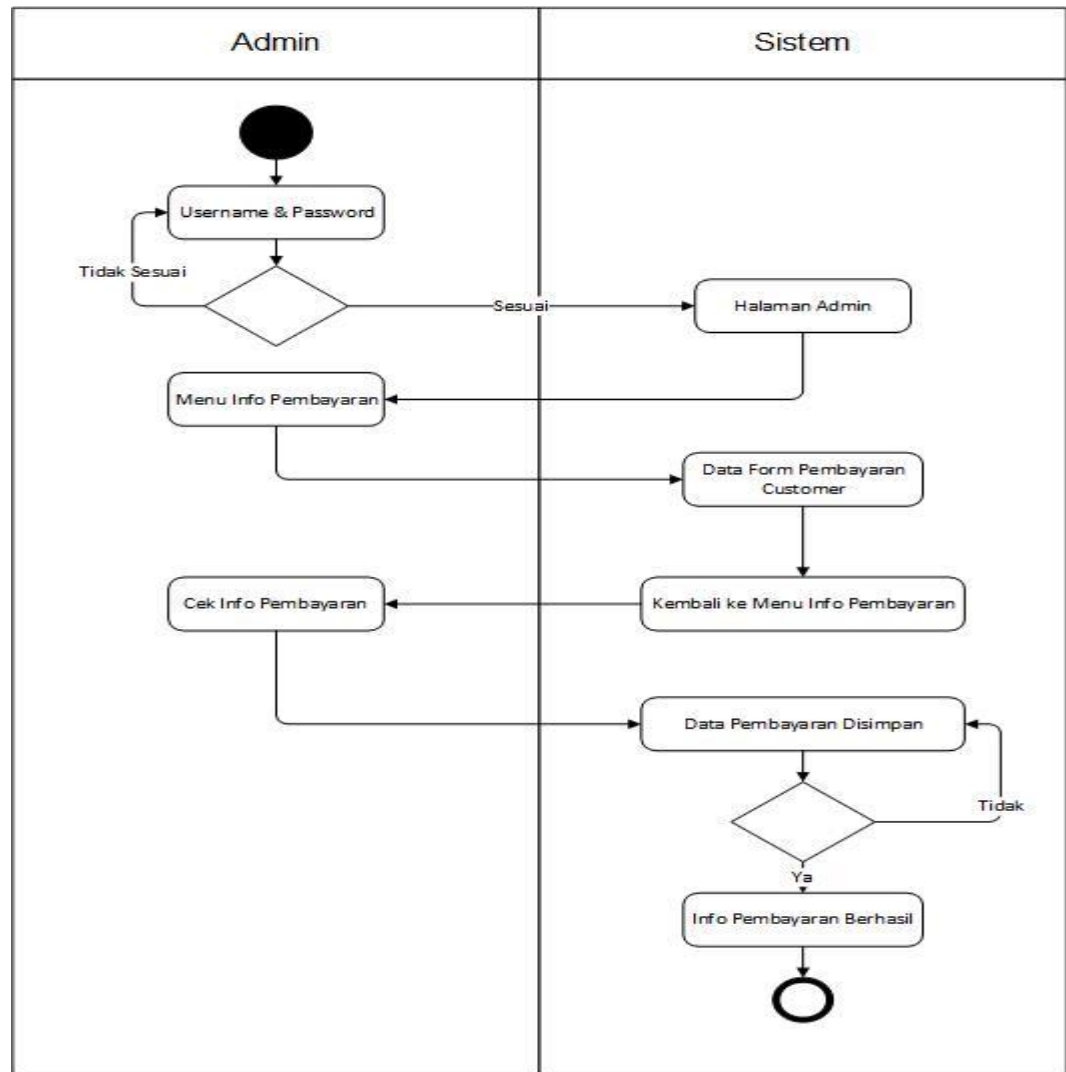 Admin
Sistem
Username & Password
Tidak Sesuai
Sesuai
Halaman Admin
Menu Info Pembayaran
Data Form Pembayaran
Customer
Cek Info Pembayaran
Kembali ke Menu Info Pembayaran
Data Pembayaran Disimpan
Tidak
Ya
Info Pembayaran Berhasil